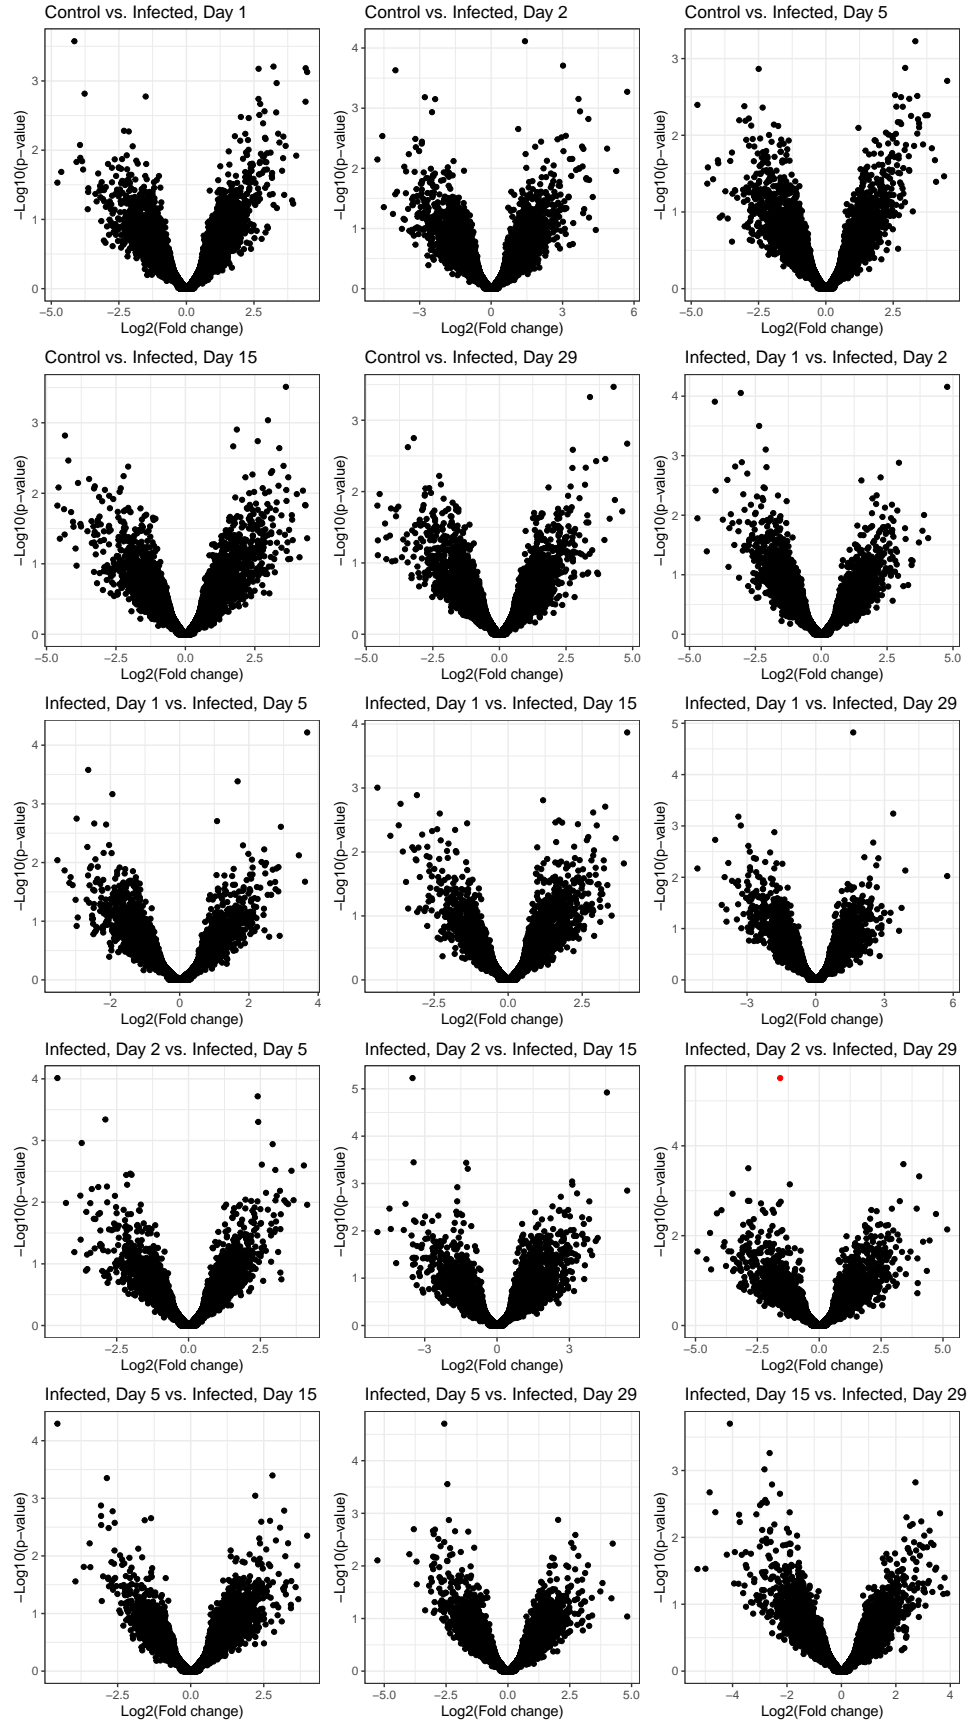 Control vs. Infected, Day 1
−Log10(p−value)
3
2
1
0
−5.0 −2.5 0.0 2.5
Log2(Fold change)
Control vs. Infected, Day 2
−Log10(p−value)
4
3
2
1
0
−3 0 3 6
Log2(Fold change)
Control vs. Infected, Day 5
−Log10(p−value)
3
2
1
0
−5.0 −2.5 0.0 2.5
Log2(Fold change)
Control vs. Infected, Day 15
−Log10(p−value)
3
2
1
0
−5.0 −2.5 0.0 2.5
Log2(Fold change)
Control vs. Infected, Day 29
−Log10(p−value)
3
2
1
0
−5.0 −2.5 0.0 2.5 5.0
Log2(Fold change)
Infected, Day 1 vs. Infected, Day 2
−Log10(p−value)
4
3
2
1
0
−5.0 −2.5 0.0 2.5 5.0
Log2(Fold change)
Infected, Day 1 vs. Infected, Day 5
−Log10(p−value)
4
3
2
1
0
−2 0 2 4
Log2(Fold change)
Infected, Day 1 vs. Infected, Day 15
−Log10(p−value)
4
3
2
1
0
−2.5 0.0 2.5
Log2(Fold change)
Infected, Day 1 vs. Infected, Day 29
−Log10(p−value)
5
4
3
2
1
0
−3 0 3 6
Log2(Fold change)
Infected, Day 2 vs. Infected, Day 5
−Log10(p−value)
4
3
2
1
0
−2.5 0.0 2.5
Log2(Fold change)
Infected, Day 2 vs. Infected, Day 15
−Log10(p−value)
5
4
3
2
1
0
−3 0 3
Log2(Fold change)
Infected, Day 2 vs. Infected, Day 29
−Log10(p−value)
4
2
0
−5.0 −2.5 0.0 2.5 5.0
Log2(Fold change)
Infected, Day 5 vs. Infected, Day 15
−Log10(p−value)
4
3
2
1
0
−2.5 0.0 2.5
Log2(Fold change)
Infected, Day 5 vs. Infected, Day 29
−Log10(p−value)
4
3
2
1
0
−5.0 −2.5 0.0 2.5 5.0
Log2(Fold change)
Infected, Day 15 vs. Infected, Day 29
−Log10(p−value)
3
2
1
0
−4 −2 0 2 4
Log2(Fold change)